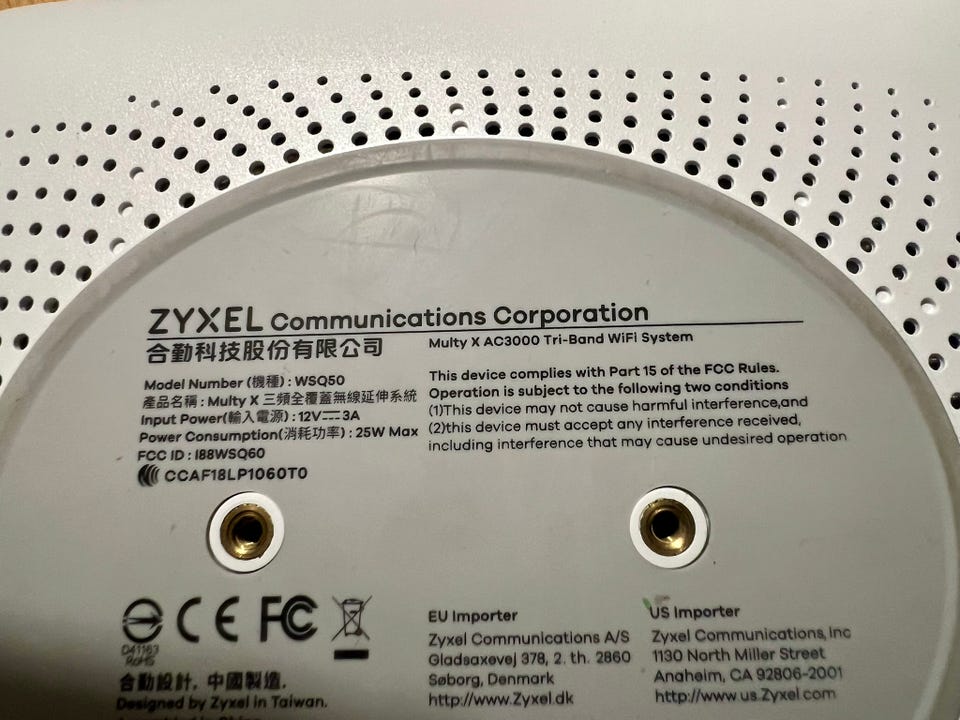 ZYXEL Communications Corporation
合勤科技股份有限公司
Multy X AC3000 Tri-Band WiFi System
Model Number (機種) : WSQ50
產品名稱 : Multy X 三頻全覆蓋無線延伸系統
Input Power(輸入電源) : 12V⎓3A
Power Consumption(消耗功率) : 25W Max
FCC ID : I88WSQ60
CCAF18LP1060T0
This device complies with Part 15 of the FCC Rules.
Operation is subject to the following two conditions
(1)This device may not cause harmful interference,and
(2)this device must accept any interference received,
including interference that may cause undesired operation
CE FC
D41163
RoHS
合勤設計，中國製造．
Designed by Zyxel in Taiwan.
EU Importer
Zyxel Communications A/S
Gladsaxevej 378, 2. th. 2860
Søborg, Denmark
http://www.Zyxel.dk
US Importer
Zyxel Communications, Inc
1130 North Miller Street
Anaheim, CA 92806-2001
http://www.us.Zyxel.com